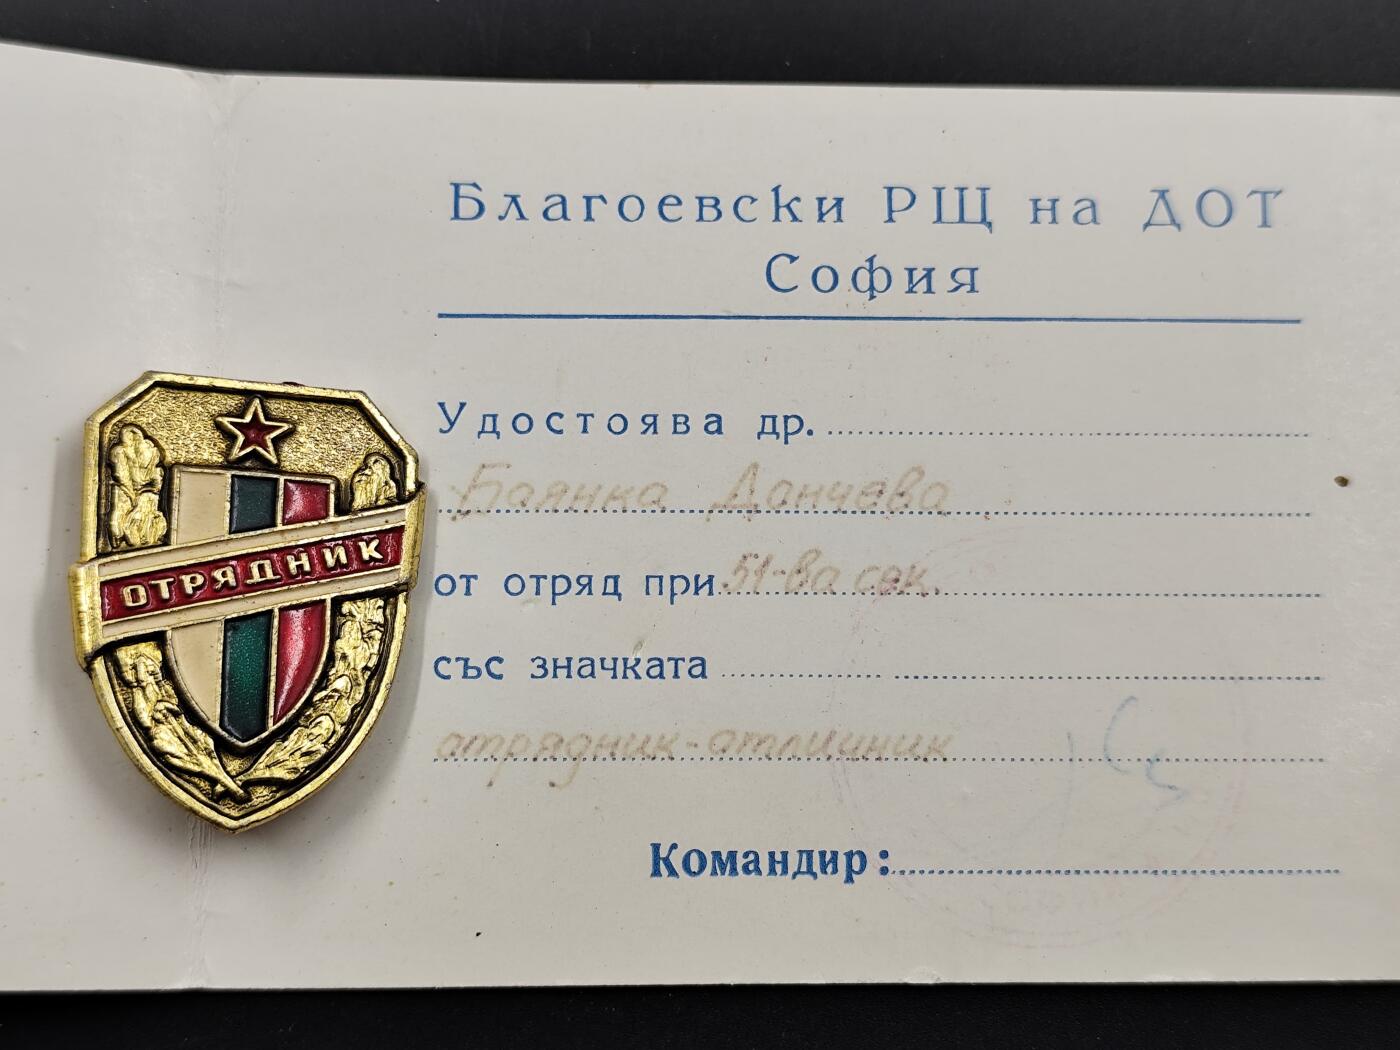 Благоевски РЩ на ДОТ
София
Удостоява др.
Баянка Данчева
от отряд при 51-ва сек.
със значката
отрядник-отличник
Командир:
ОТРЯДНИК